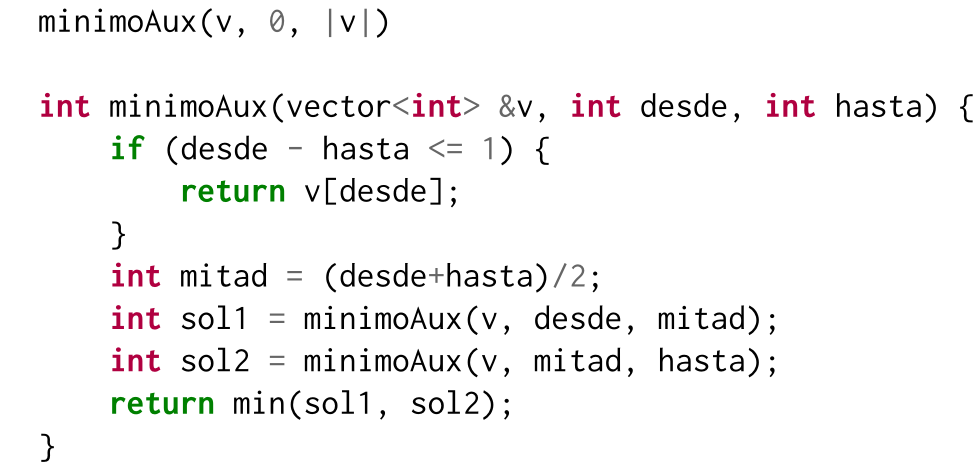 minimoAux(v, 0, |v|)
int minimoAux(vector<int> &v, int desde, int hasta) {
    if (desde - hasta <= 1) {
        return v[desde];
    }
    int mitad = (desde+hasta)/2;
    int sol1 = minimoAux(v, desde, mitad);
    int sol2 = minimoAux(v, mitad, hasta);
    return min(sol1, sol2);
}